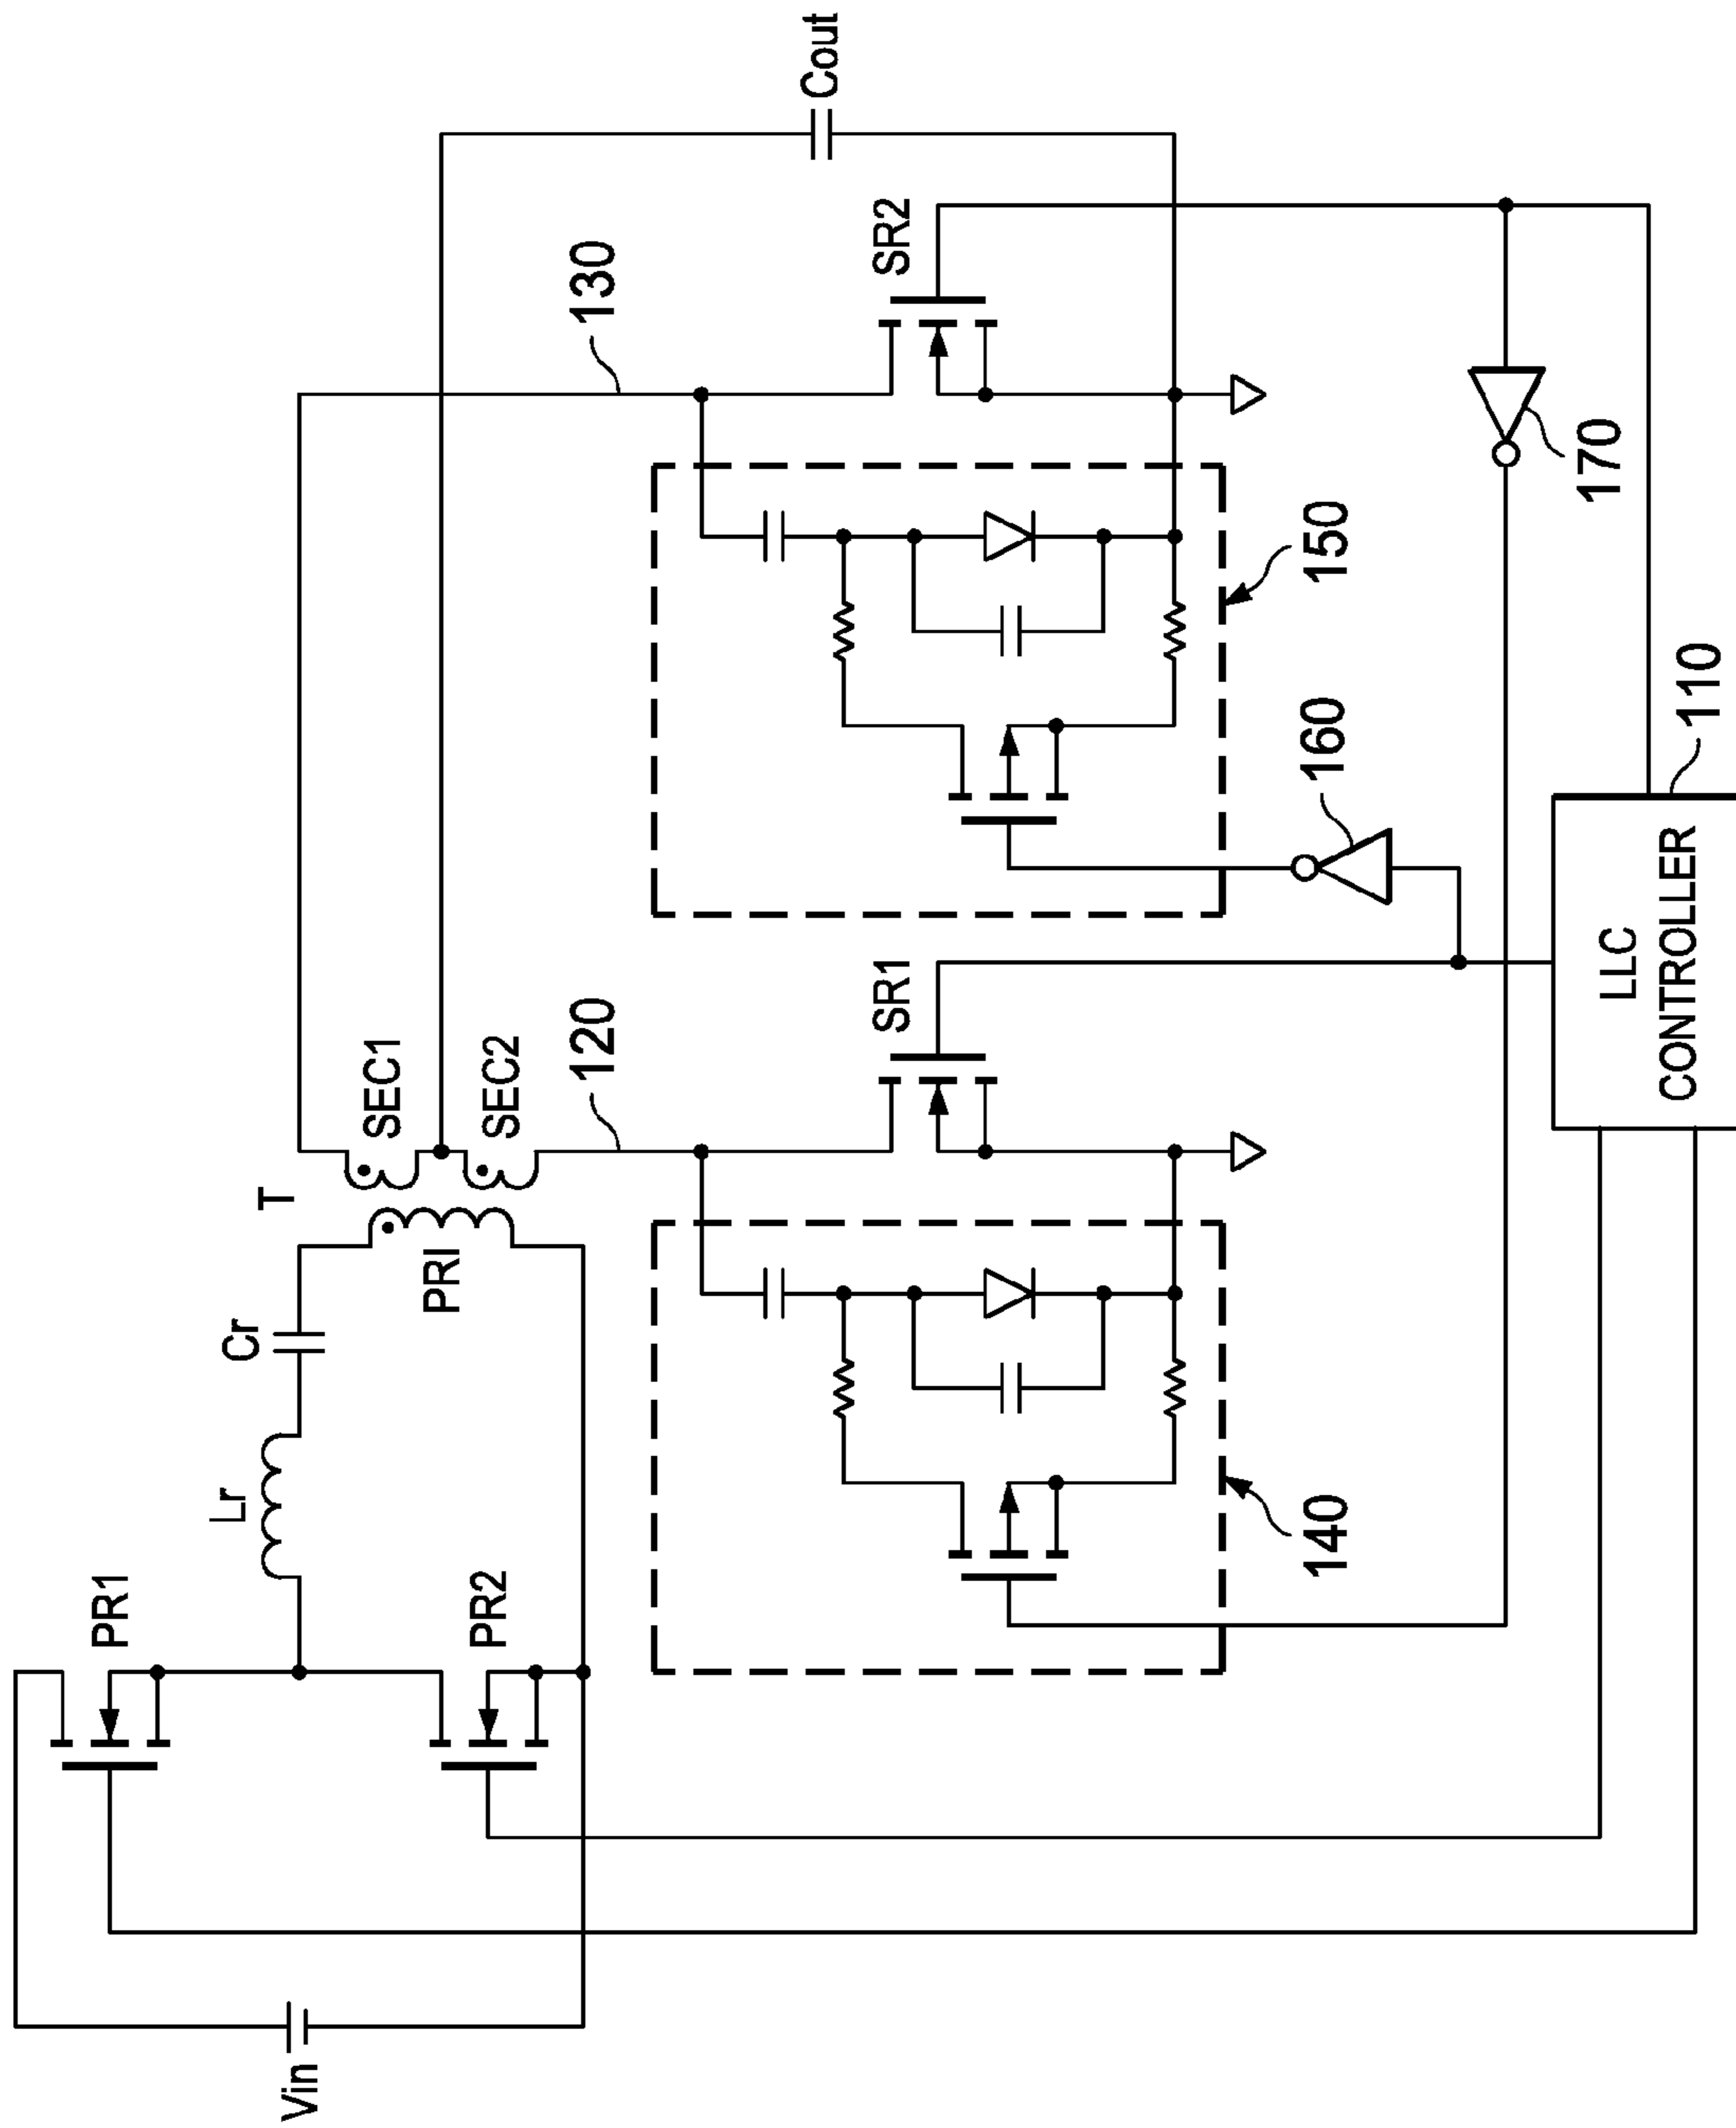 Vin
PR1
PR2
Lr
Cr
T
PRI
SEC1
SEC2
120
130
Cout
SR1
SR2
140
150
160
170
LLC
CONTROLLER
110